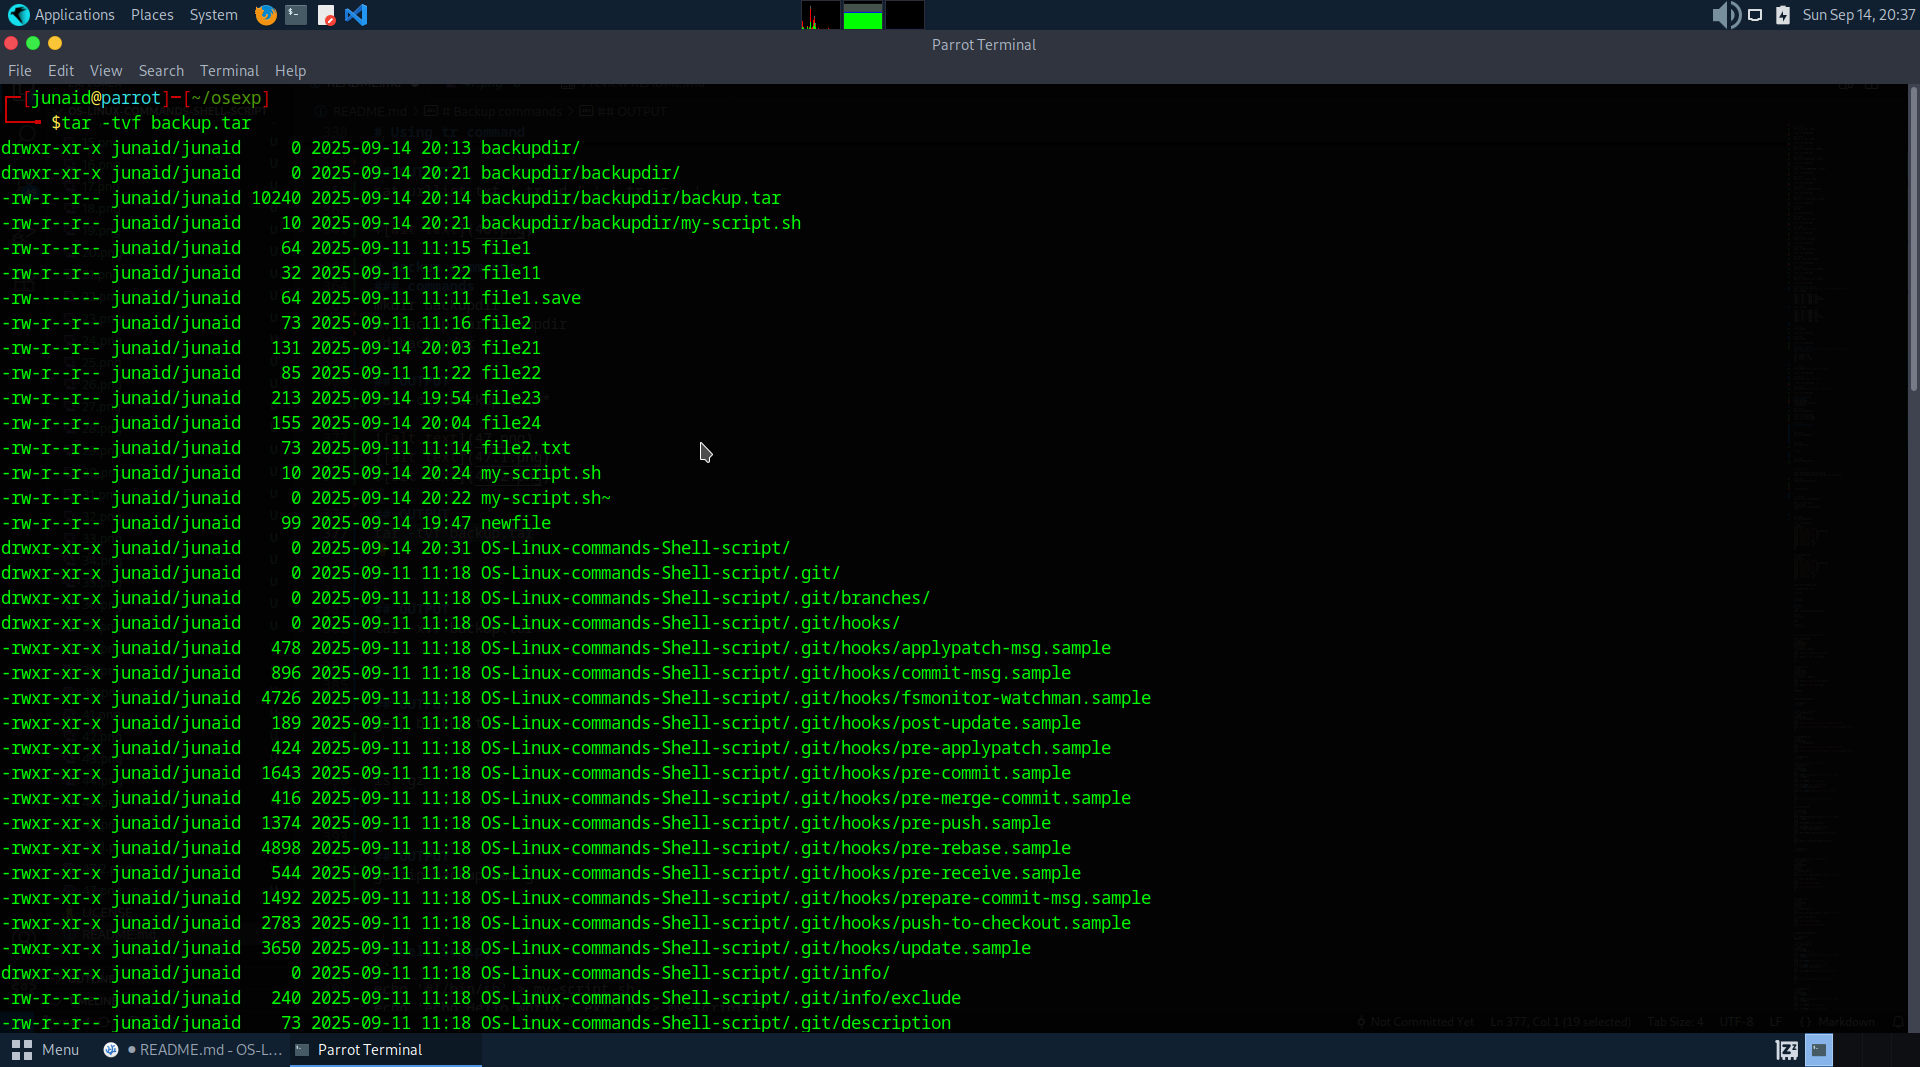 Applications Places System Sun Sep 14, 20:37
Parrot Terminal
File Edit View Search Terminal Help
[junaid@parrot]─[~/osexp]
$tar -tvf backup.tar
drwxr-xr-x junaid/junaid     0 2025-09-14 20:13 backupdir/
drwxr-xr-x junaid/junaid     0 2025-09-14 20:21 backupdir/backupdir/
-rw-r--r-- junaid/junaid 10240 2025-09-14 20:14 backupdir/backupdir/backup.tar
-rw-r--r-- junaid/junaid    10 2025-09-14 20:21 backupdir/backupdir/my-script.sh
-rw-r--r-- junaid/junaid    64 2025-09-11 11:15 file1
-rw-r--r-- junaid/junaid    32 2025-09-11 11:22 file11
-rw------- junaid/junaid    64 2025-09-11 11:11 file1.save
-rw-r--r-- junaid/junaid    73 2025-09-11 11:16 file2
-rw-r--r-- junaid/junaid   131 2025-09-14 20:03 file21
-rw-r--r-- junaid/junaid    85 2025-09-11 11:22 file22
-rw-r--r-- junaid/junaid   213 2025-09-14 19:54 file23
-rw-r--r-- junaid/junaid   155 2025-09-14 20:04 file24
-rw-r--r-- junaid/junaid    73 2025-09-11 11:14 file2.txt
-rw-r--r-- junaid/junaid    10 2025-09-14 20:24 my-script.sh
-rw-r--r-- junaid/junaid     0 2025-09-14 20:22 my-script.sh~
-rw-r--r-- junaid/junaid    99 2025-09-14 19:47 newfile
drwxr-xr-x junaid/junaid     0 2025-09-14 20:31 OS-Linux-commands-Shell-script/
drwxr-xr-x junaid/junaid     0 2025-09-11 11:18 OS-Linux-commands-Shell-script/.git/
drwxr-xr-x junaid/junaid     0 2025-09-11 11:18 OS-Linux-commands-Shell-script/.git/branches/
drwxr-xr-x junaid/junaid     0 2025-09-11 11:18 OS-Linux-commands-Shell-script/.git/hooks/
-rwxr-xr-x junaid/junaid   478 2025-09-11 11:18 OS-Linux-commands-Shell-script/.git/hooks/applypatch-msg.sample
-rwxr-xr-x junaid/junaid   896 2025-09-11 11:18 OS-Linux-commands-Shell-script/.git/hooks/commit-msg.sample
-rwxr-xr-x junaid/junaid  4726 2025-09-11 11:18 OS-Linux-commands-Shell-script/.git/hooks/fsmonitor-watchman.sample
-rwxr-xr-x junaid/junaid   189 2025-09-11 11:18 OS-Linux-commands-Shell-script/.git/hooks/post-update.sample
-rwxr-xr-x junaid/junaid   424 2025-09-11 11:18 OS-Linux-commands-Shell-script/.git/hooks/pre-applypatch.sample
-rwxr-xr-x junaid/junaid  1643 2025-09-11 11:18 OS-Linux-commands-Shell-script/.git/hooks/pre-commit.sample
-rwxr-xr-x junaid/junaid   416 2025-09-11 11:18 OS-Linux-commands-Shell-script/.git/hooks/pre-merge-commit.sample
-rwxr-xr-x junaid/junaid  1374 2025-09-11 11:18 OS-Linux-commands-Shell-script/.git/hooks/pre-push.sample
-rwxr-xr-x junaid/junaid  4898 2025-09-11 11:18 OS-Linux-commands-Shell-script/.git/hooks/pre-rebase.sample
-rwxr-xr-x junaid/junaid   544 2025-09-11 11:18 OS-Linux-commands-Shell-script/.git/hooks/pre-receive.sample
-rwxr-xr-x junaid/junaid  1492 2025-09-11 11:18 OS-Linux-commands-Shell-script/.git/hooks/prepare-commit-msg.sample
-rwxr-xr-x junaid/junaid  2783 2025-09-11 11:18 OS-Linux-commands-Shell-script/.git/hooks/push-to-checkout.sample
-rwxr-xr-x junaid/junaid  3650 2025-09-11 11:18 OS-Linux-commands-Shell-script/.git/hooks/update.sample
drwxr-xr-x junaid/junaid     0 2025-09-11 11:18 OS-Linux-commands-Shell-script/.git/info/
-rw-r--r-- junaid/junaid   240 2025-09-11 11:18 OS-Linux-commands-Shell-script/.git/info/exclude
-rw-r--r-- junaid/junaid    73 2025-09-11 11:18 OS-Linux-commands-Shell-script/.git/description
Not Committed Yet Ln 377, Col 1 (19 selected) Tab Size: 4 UTF-8 LF Markdown
Menu ● README.md - OS-L... Parrot Terminal